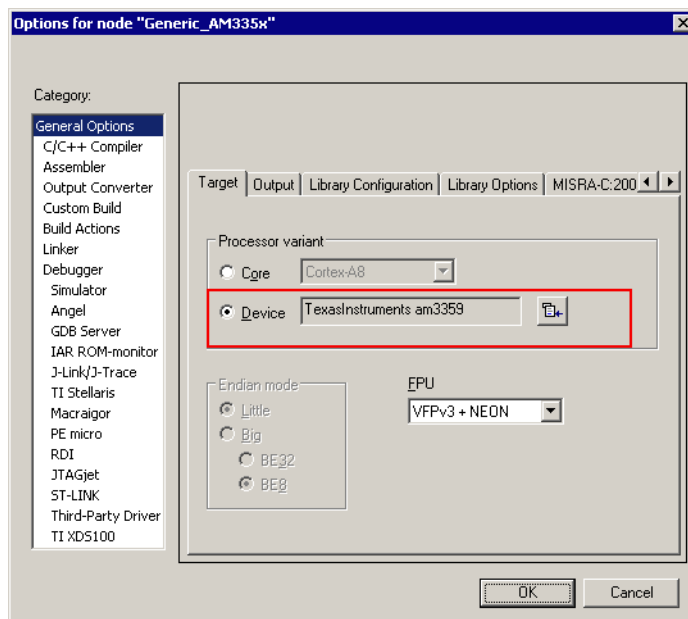 Options for node "Generic_AM335x"
Category:
General Options
C/C++ Compiler
Assembler
Output Converter
Custom Build
Build Actions
Linker
Debugger
Simulator
Angel
GDB Server
IAR ROM-monitor
J-Link/J-Trace
TI Stellaris
Macraigor
PE micro
RDI
JTAGjet
ST-LINK
Third-Party Driver
TI XDS100
Target Output Library Configuration Library Options MISRA-C:200
Processor variant
Core Cortex-A8
Device TexasInstruments am3359
Endian mode
Little
Big
BE32
BE8
FPU
VFPv3 + NEON
OK Cancel